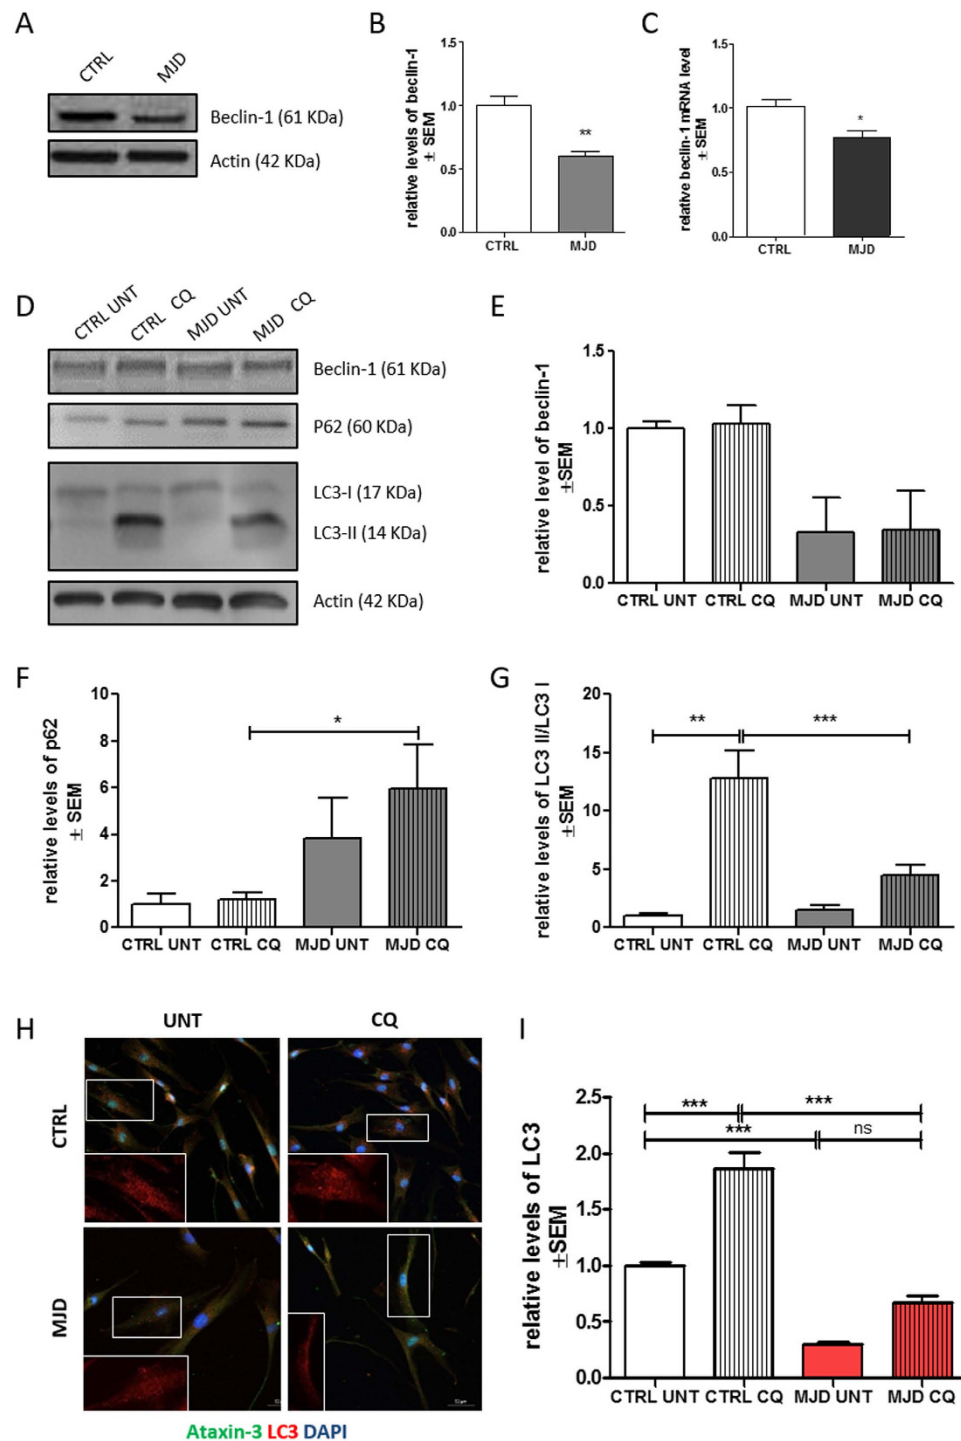 A
CTRL
MJD
Beclin-1 (61 KDa)
Actin (42 KDa)
B
relative levels of beclin-1
± SEM
1.5
1.0
0.5
0.0
**
CTRL
MJD
C
relative beclin-1 mRNA level
± SEM
1.5
1.0
0.5
0.0
*
CTRL
MJD
D
CTRL UNT
CTRL CQ
MJD UNT
MJD CQ
Beclin-1 (61 KDa)
P62 (60 KDa)
LC3-I (17 KDa)
LC3-II (14 KDa)
Actin (42 KDa)
E
relative level of beclin-1
±SEM
1.5
1.0
0.5
0.0
CTRL UNT
CTRL CQ
MJD UNT
MJD CQ
F
relative levels of p62
± SEM
10
8
6
4
2
0
*
CTRL UNT
CTRL CQ
MJD UNT
MJD CQ
G
relative levels of LC3 II/LC3 I
±SEM
20
15
10
5
0
**
***
CTRL UNT
CTRL CQ
MJD UNT
MJD CQ
H
UNT
CQ
CTRL
MJD
Ataxin-3 LC3 DAPI
I
relative levels of LC3
±SEM
2.5
2.0
1.5
1.0
0.5
0.0
***
***
***
ns
CTRL UNT
CTRL CQ
MJD UNT
MJD CQ